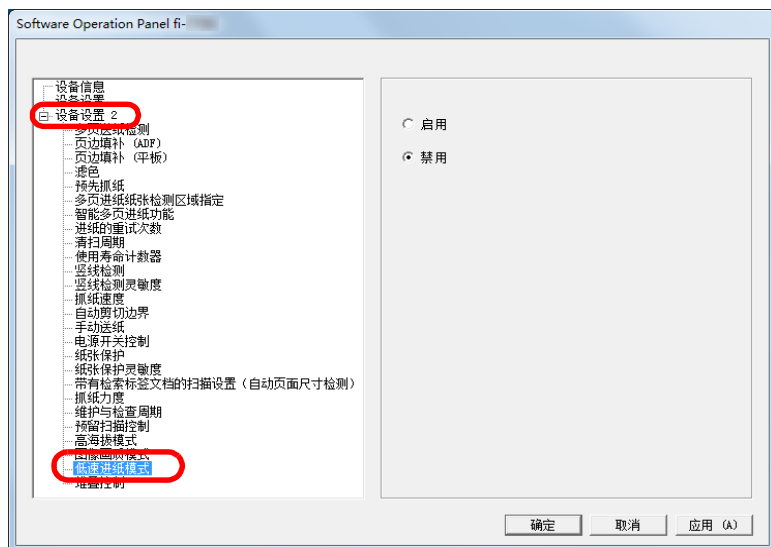 Software Operation Panel fi-
设备信息
设备设置
设备设置 2
多页送纸检测
页边填补 (ADF)
页边填补 (平板)
滤色
预先抓纸
多页进纸纸张检测区域指定
智能多页进纸功能
进纸的重试次数
清扫周期
使用寿命计数器
竖线检测
竖线检测灵敏度
抓纸速度
自动剪切边界
手动送纸
电源开关控制
纸张保护
纸张保护灵敏度
带有检索标签文档的扫描设置（自动页面尺寸检测）
抓纸力度
维护与检查周期
预留扫描控制
高海拔模式
图像画质模式
低速进纸模式
堆叠控制
启用
禁用
确定 取消 应用 (A)